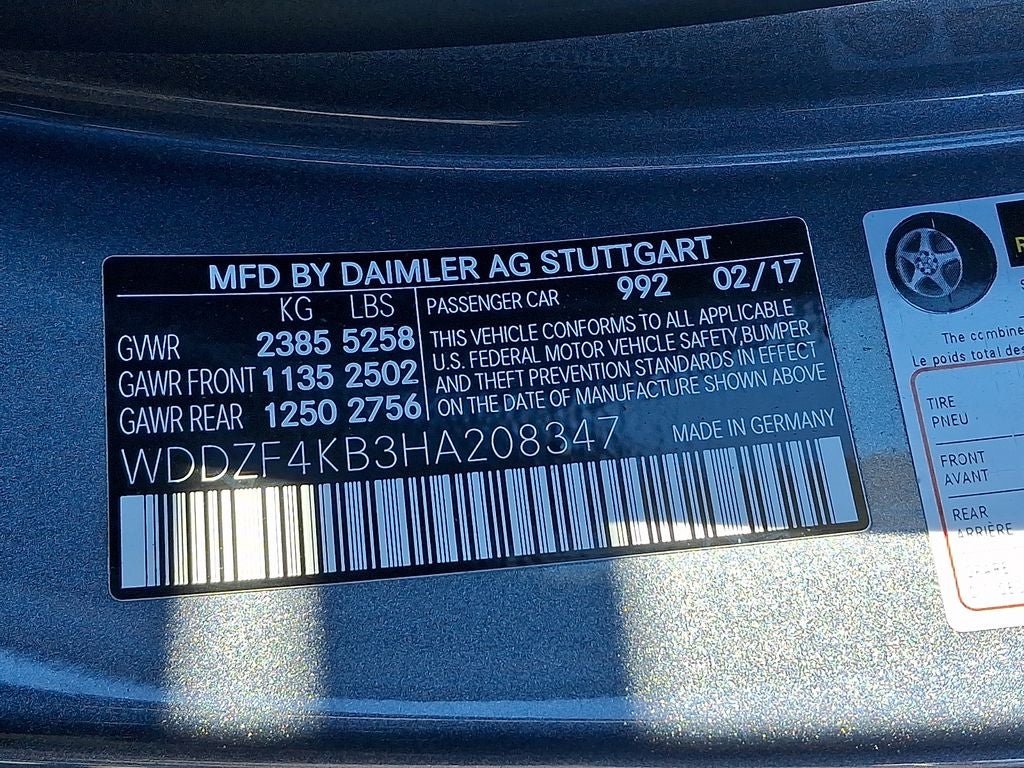 MFD BY DAIMLER AG STUTTGART
KG LBS
GVWR 2385 5258
GAWR FRONT 1135 2502
GAWR REAR 1250 2756
PASSENGER CAR 992 02/17
THIS VEHICLE CONFORMS TO ALL APPLICABLE
U.S. FEDERAL MOTOR VEHICLE SAFETY,BUMPER
AND THEFT PREVENTION STANDARDS IN EFFECT
ON THE DATE OF MANUFACTURE SHOWN ABOVE
WDDZF4KB3HA208347 MADE IN GERMANY
The combine
Le poids total des
TIRE
PNEU
FRONT
AVANT
REAR
ARRIÈRE